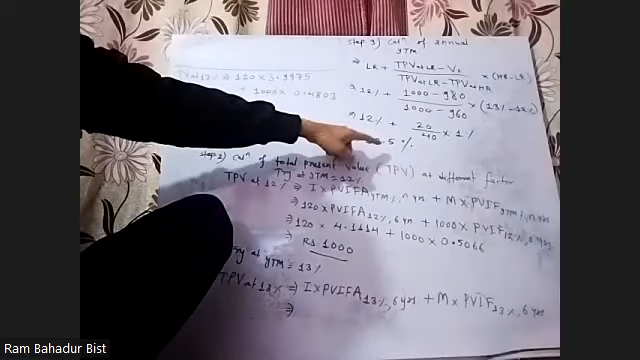 step 3) Calⁿ of annual
YTM
⇒ LR + TPV at LR - V₀ / TPV at LR - TPV at HR × (HR - LR)
⇒ 12% + 1000 - 980 / 1000 - 960 × (13% - 12%)
⇒ 12% + 20/40 × 1%
.5 %
TPV at 13% ⇒ 120 × 3.9975
+ 1000 × 0.4803
step 2) Calⁿ of total present value (TPV) at different factor
Try at YTM = 12%
TPV at 12% ⇒ I × PVIFA YTM%, n yrs + M × PVIF YTM%, n yrs
⇒ 120 × PVIFA 12%, 6 yrs + 1000 × PVIF 12%, 6 yrs
⇒ 120 × 4.1114 + 1000 × 0.5066
⇒ Rs. 1000
Try at YTM = 13%
TPV at 13% ⇒ I × PVIFA 13%, 6 yrs + M × PVIF 13%, 6 yrs
⇒
Ram Bahadur Bist